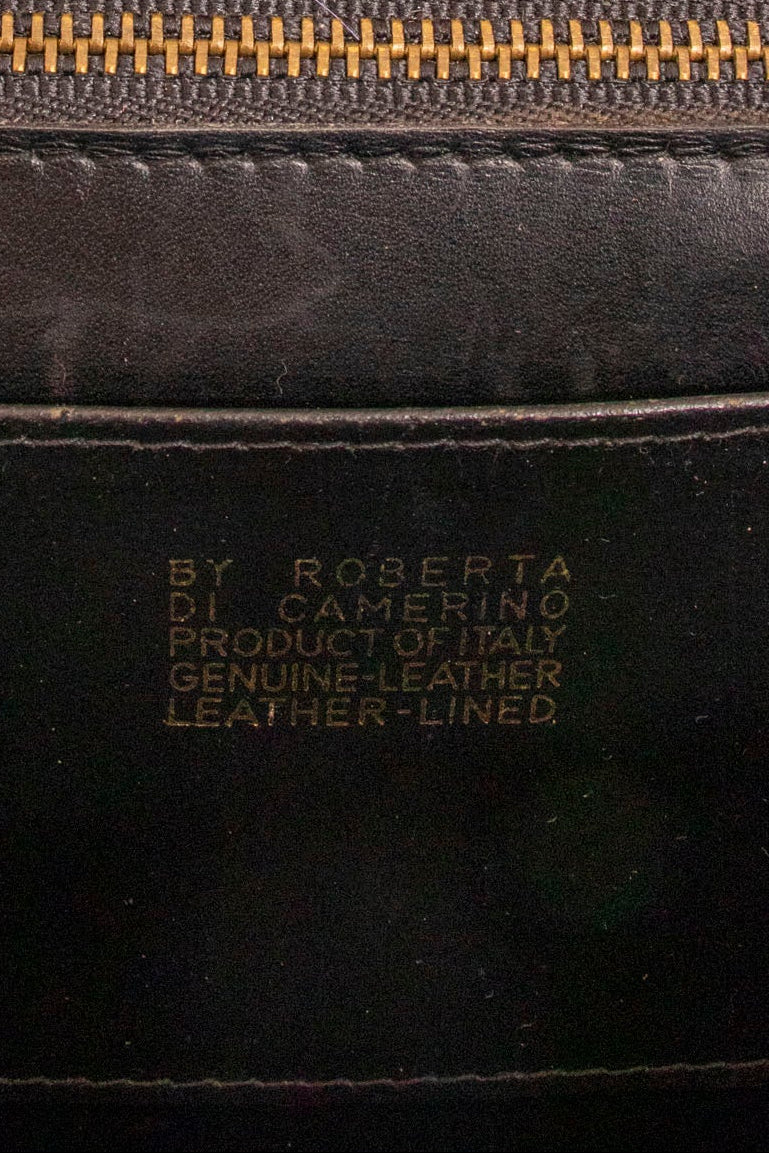 BY ROBERTA
DI CAMERINO
PRODUCT OF ITALY
GENUINE-LEATHER
LEATHER-LINED